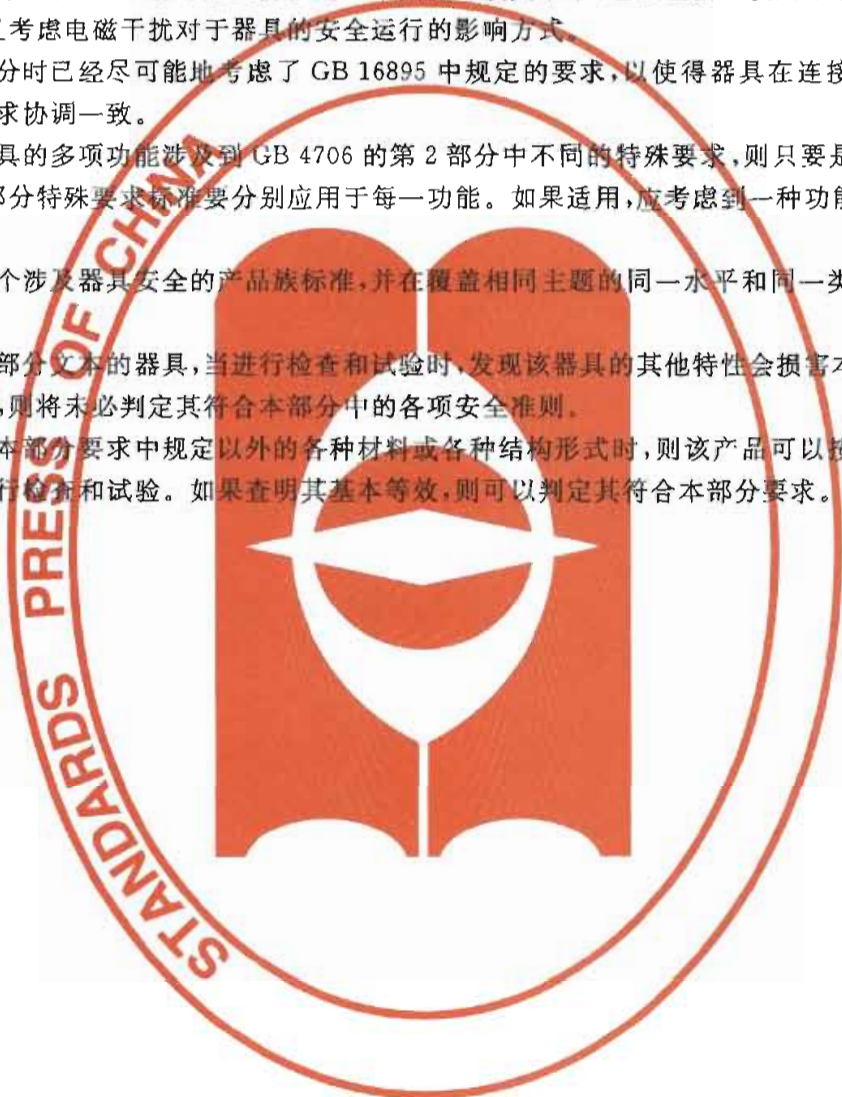 考虑电磁干扰对于器具的安全运行的影响方式。
分时已经尽可能地考虑了 GB 16895 中规定的要求,以使得器具在连接
求协调一致。
具的多项功能涉及到 GB 4706 的第 2 部分中不同的特殊要求,则只要是
部分特殊要求标准要分别应用于每一功能。如果适用,应考虑到一种功能
个涉及器具安全的产品族标准,并在覆盖相同主题的同一水平和同一类
部分文本的器具,当进行检查和试验时,发现该器具的其他特性会损害本
,则将未必判定其符合本部分中的各项安全准则。
本部分要求中规定以外的各种材料或各种结构形式时,则该产品可以按
行检查和试验。如果查明其基本等效,则可以判定其符合本部分要求。
STANDARDS PRESS OF CHINA